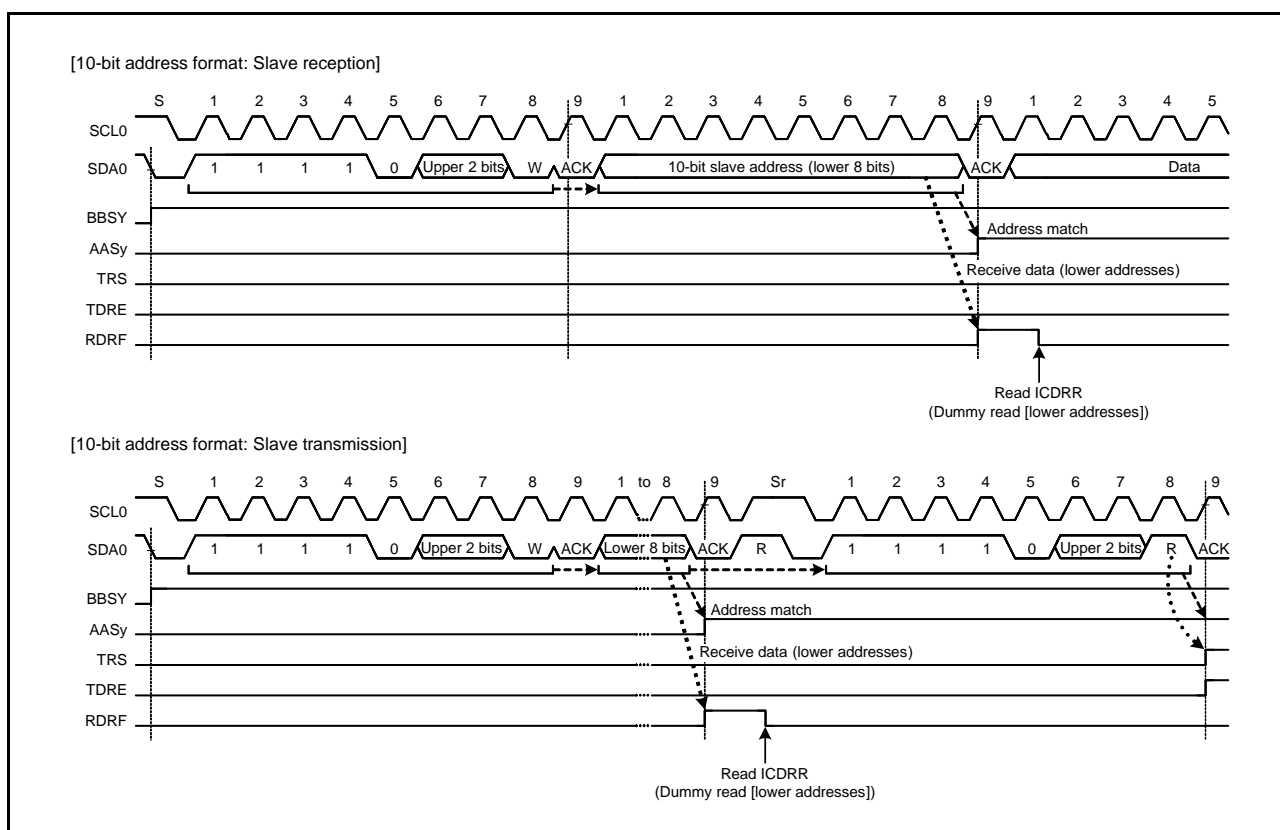 [10-bit address format: Slave reception]
S 1 2 3 4 5 6 7 8 9 1 2 3 4 5 6 7 8 9 1 2 3 4 5
SCL0
SDA0 1 1 1 1 0 Upper 2 bits W ACK 10-bit slave address (lower 8 bits) ACK Data
BBSY
Address match
AASy
Receive data (lower addresses)
TRS
TDRE
RDRF
Read ICDRR
(Dummy read [lower addresses])
[10-bit address format: Slave transmission]
S 1 2 3 4 5 6 7 8 9 1 to 8 9 Sr 1 2 3 4 5 6 7 8 9
SCL0
SDA0 1 1 1 1 0 Upper 2 bits W ACK Lower 8 bits ACK R 1 1 1 1 0 Upper 2 bits R ACK
BBSY
Address match
AASy
Receive data (lower addresses)
TRS
TDRE
RDRF
Read ICDRR
(Dummy read [lower addresses])